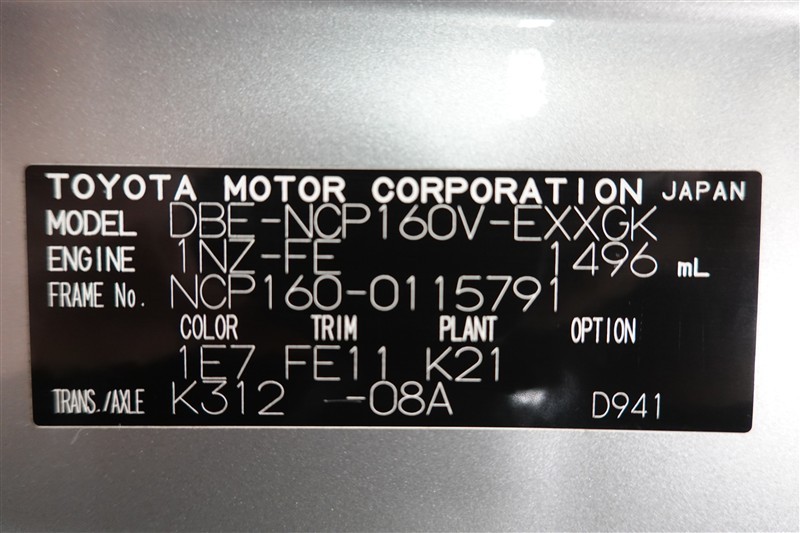 TOYOTA MOTOR CORPORATION JAPAN
MODEL DBE-NCP160V-EXXGK
ENGINE 1NZ-FE 1496 mL
FRAME No. NCP160-0115791
COLOR TRIM PLANT OPTION
1E7 FE11 K21
TRANS./AXLE K312 -08A D941